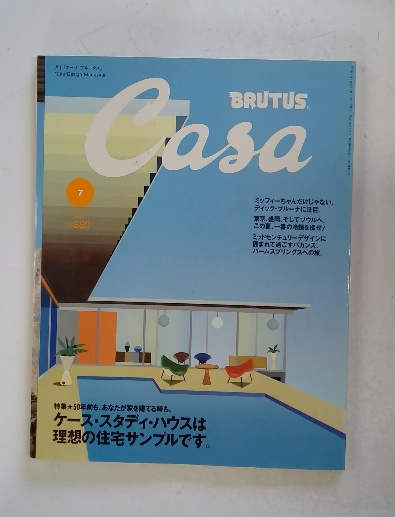 BRUTUS
Casa
7
ミッフィーちゃんだけじゃない、
ディック・ブルーナに注目。
東京、盛岡、そしてソウルへ。
この夏、一番の冷麺を探せ!
ミッドセンチュリーデザインに
囲まれて過ごすバカンス、
パームスプリングスへの旅。
特集★50年前も、あなたが家を建てる時も、
ケース・スタディ・ハウスは
理想の住宅サンプルです。